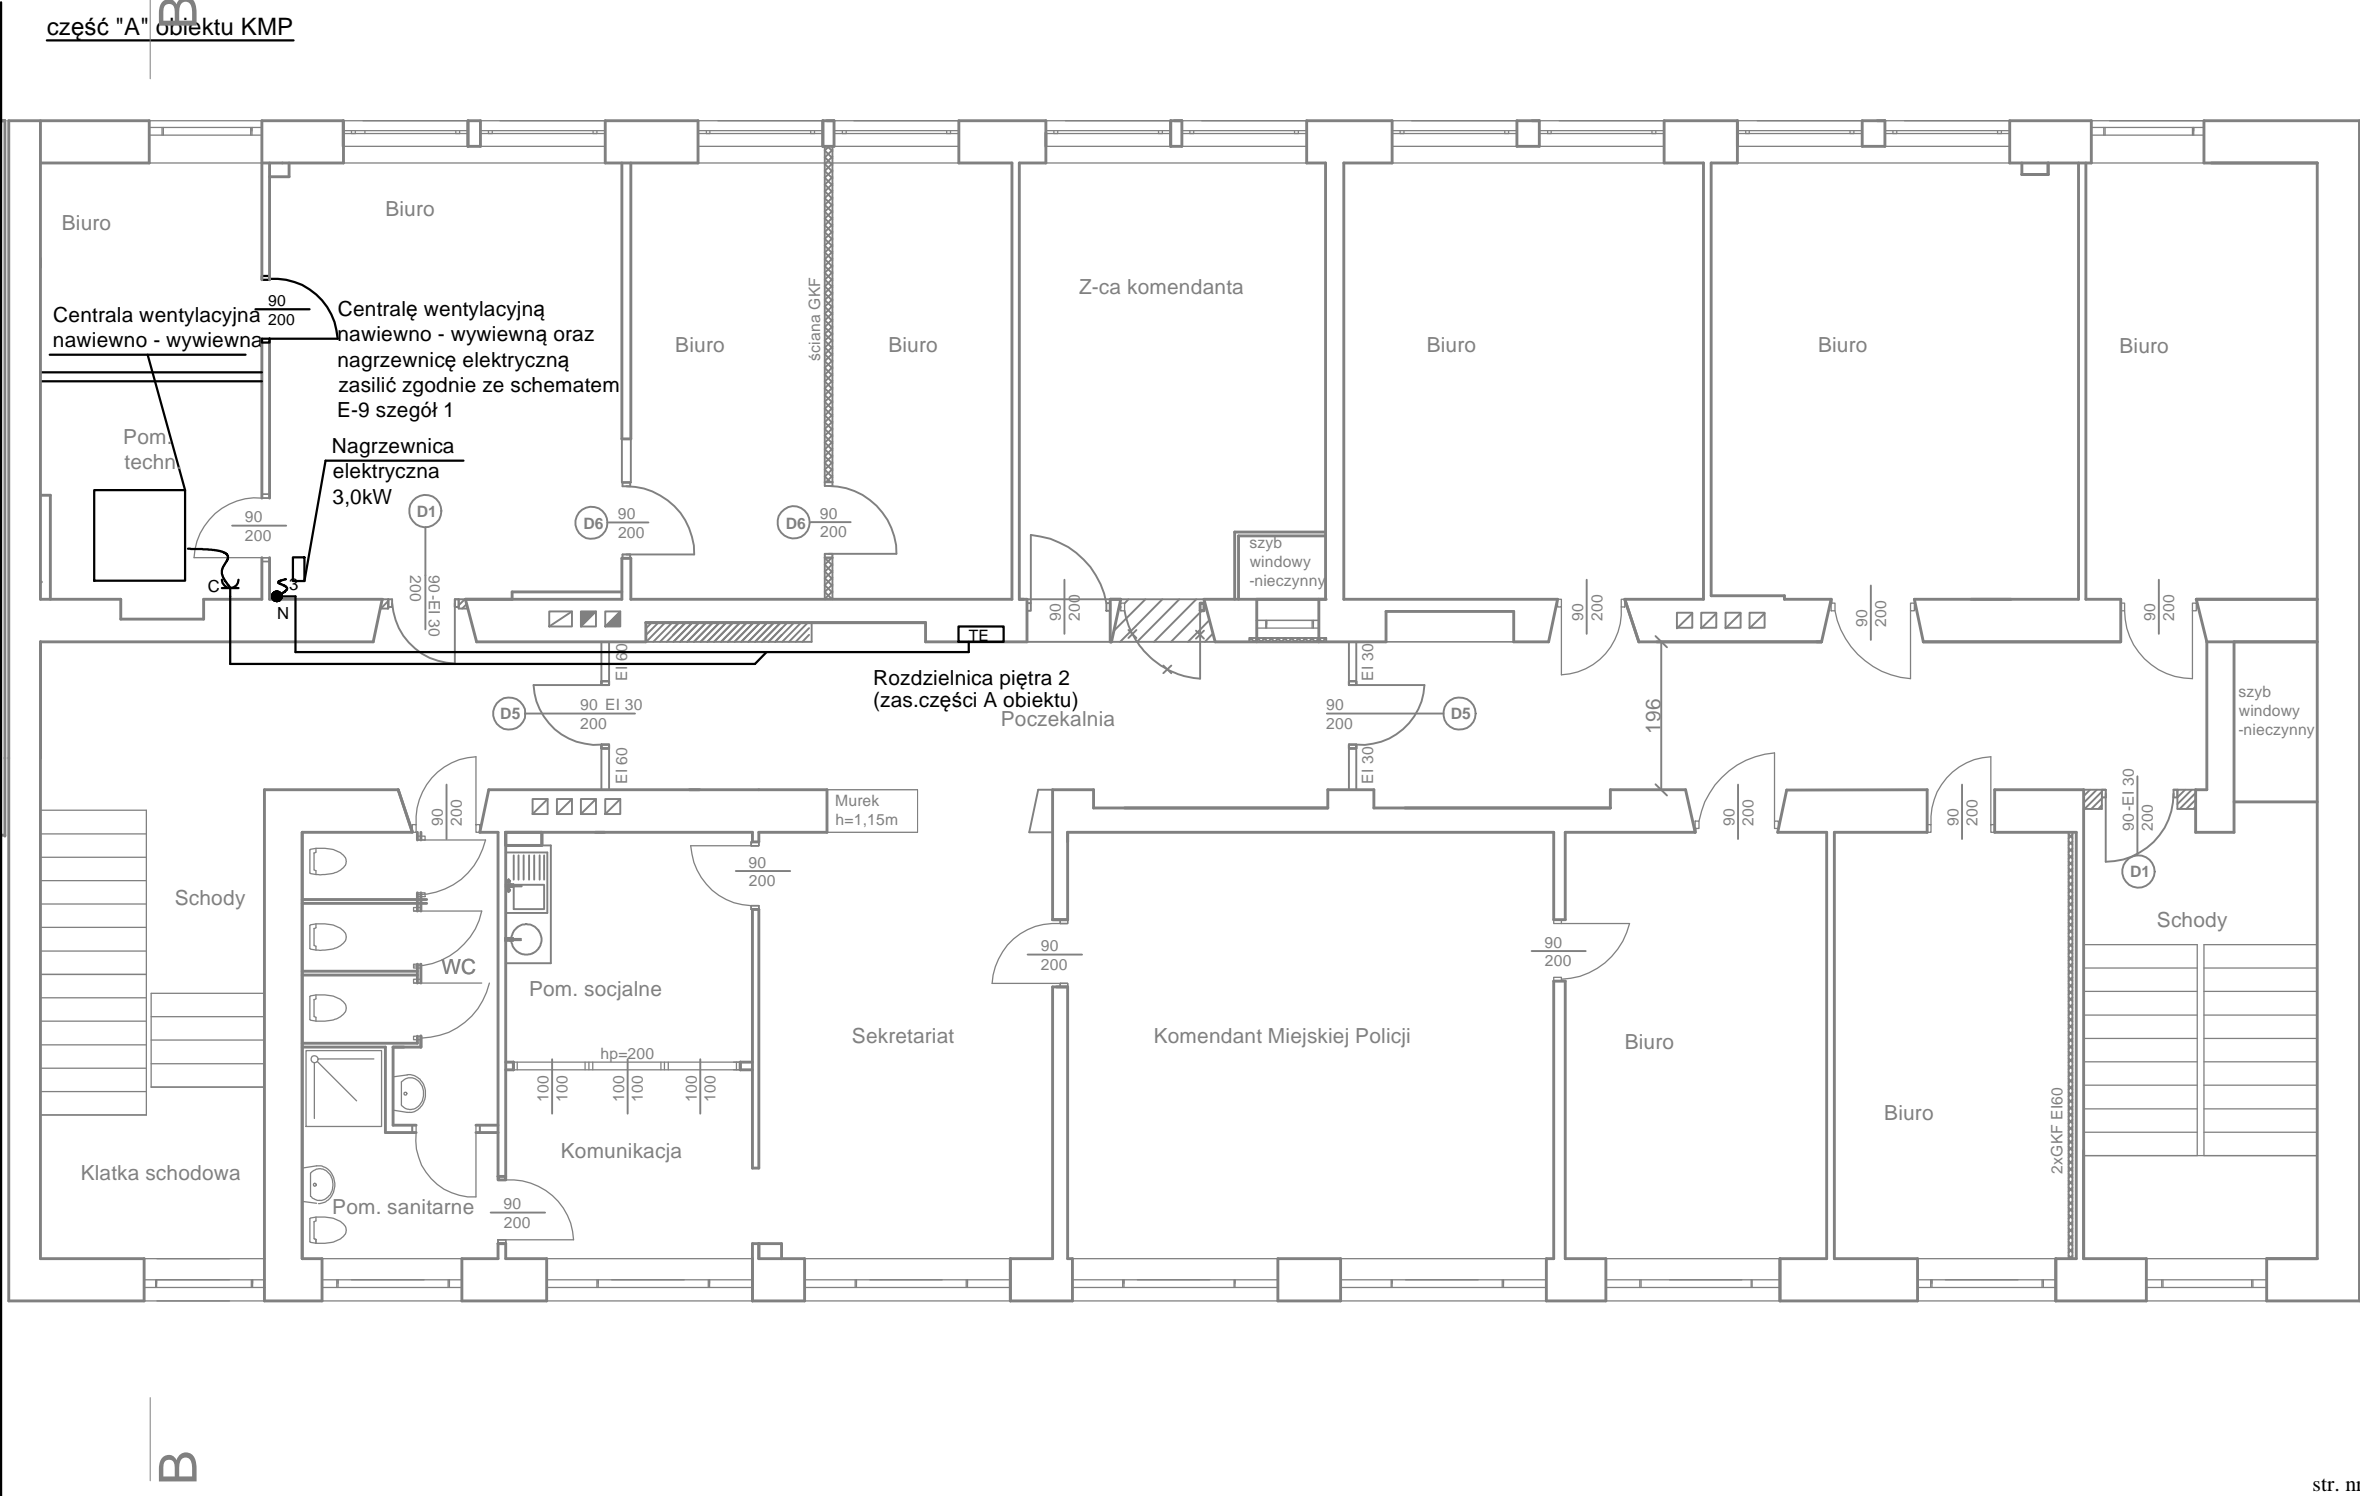 część "A" obiektu KMP
B
Biuro
Biuro
Centrala wentylacyjna
nawiewno - wywiewna
90
200
Centralę wentylacyjną
nawiewno - wywiewną oraz
nagrzewnicę elektryczną
zasilić zgodnie ze schematem
E-9 szegół 1
Nagrzewnica
elektryczna
3,0kW
Pom.
techn.
90
200
C
3
N
D1
90 -EI 30
200
Biuro
D6
90
200
ściana GKF
Biuro
D6
90
200
Z-ca komendanta
szyb
windowy
-nieczynny
90
200
Biuro
90
200
Biuro
90
200
Biuro
90
200
TE
Rozdzielnica piętra 2
(zas.części A obiektu)
Poczekalnia
EI 60
D5
90 EI 30
200
EI 60
EI 30
90
200
D5
EI 30
196
szyb
windowy
-nieczynny
90
200
Murek
h=1,15m
90
200
90
200
90 -EI 30
200
D1
Schody
WC
90
200
Pom. socjalne
hp=200
100
100
100
100
100
100
Komunikacja
Klatka schodowa
Pom. sanitarne
90
200
Sekretariat
90
200
Komendant Miejskiej Policji
90
200
Biuro
Biuro
2xGKF EI60
Schody
B
str. nr